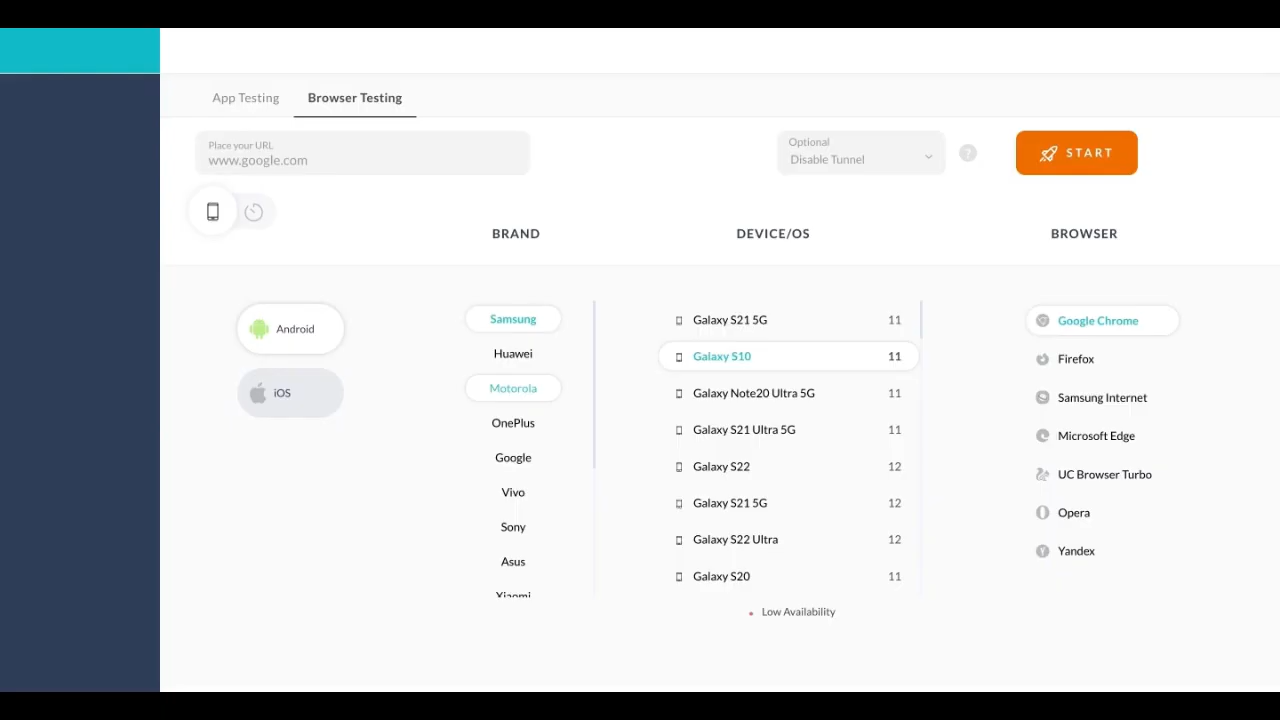 App Testing
Browser Testing
Place your URL
www.google.com
Optional
Disable Tunnel
?
START
BRAND
DEVICE/OS
BROWSER
Android
iOS
Samsung
Huawei
Motorola
OnePlus
Google
Vivo
Sony
Asus
Xiaomi
Galaxy S21 5G 11
Galaxy S10 11
Galaxy Note20 Ultra 5G 11
Galaxy S21 Ultra 5G 11
Galaxy S22 12
Galaxy S21 5G 12
Galaxy S22 Ultra 12
Galaxy S20 11
Low Availability
Google Chrome
Firefox
Samsung Internet
Microsoft Edge
UC Browser Turbo
Opera
Yandex